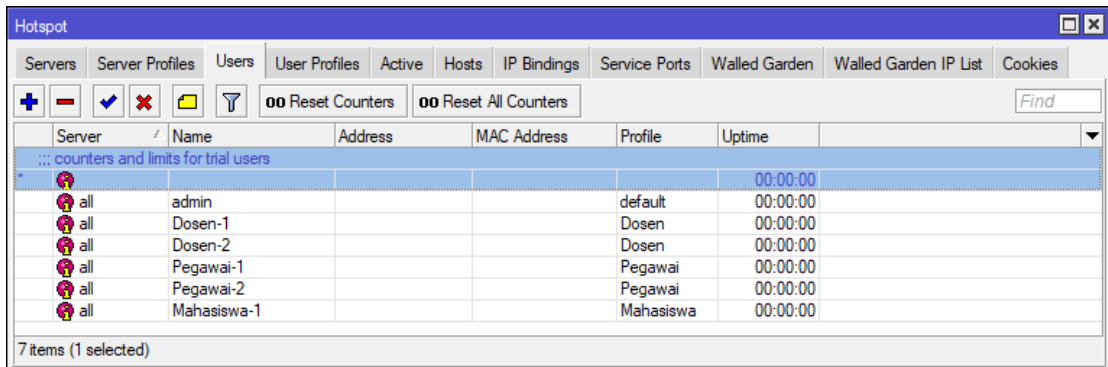 Hotspot
Servers Server Profiles Users User Profiles Active Hosts IP Bindings Service Ports Walled Garden Walled Garden IP List Cookies
00 Reset Counters 00 Reset All Counters Find
Server Name Address MAC Address Profile Uptime
;;; counters and limits for trial users
* 00:00:00
all admin default 00:00:00
all Dosen-1 Dosen 00:00:00
all Dosen-2 Dosen 00:00:00
all Pegawai-1 Pegawai 00:00:00
all Pegawai-2 Pegawai 00:00:00
all Mahasiswa-1 Mahasiswa 00:00:00
7 items (1 selected)